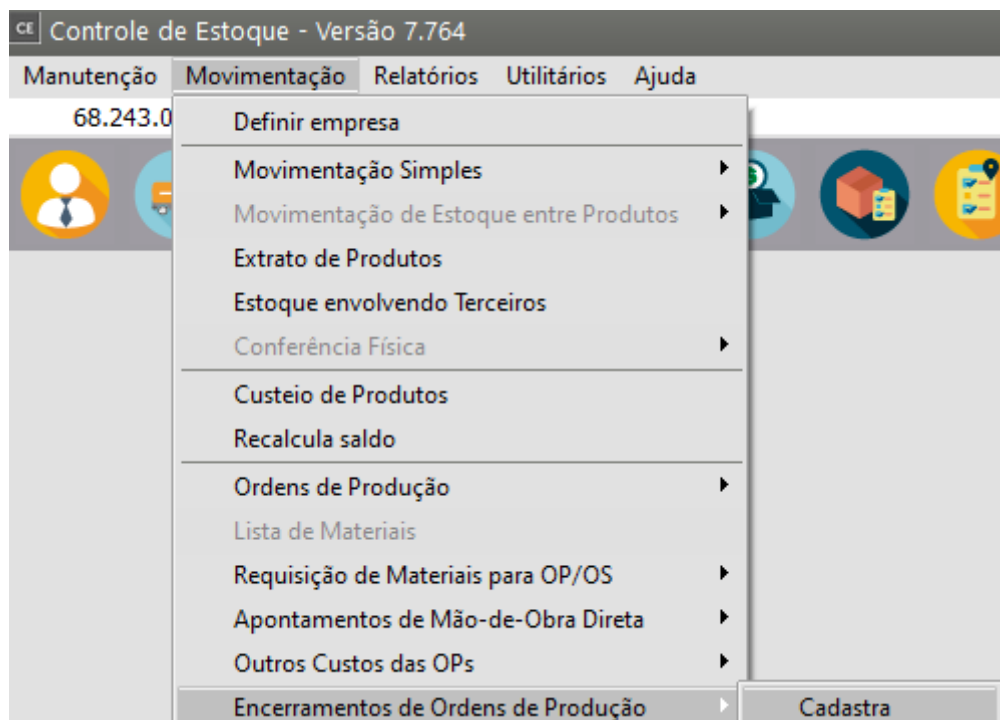 CE Controle de Estoque - Versão 7.764
Manutenção Movimentação Relatórios Utilitários Ajuda
68.243.0
Definir empresa
Movimentação Simples
Movimentação de Estoque entre Produtos
Extrato de Produtos
Estoque envolvendo Terceiros
Conferência Física
Custeio de Produtos
Recalcula saldo
Ordens de Produção
Lista de Materiais
Requisição de Materiais para OP/OS
Apontamentos de Mão-de-Obra Direta
Outros Custos das OPs
Encerramentos de Ordens de Produção Cadastra